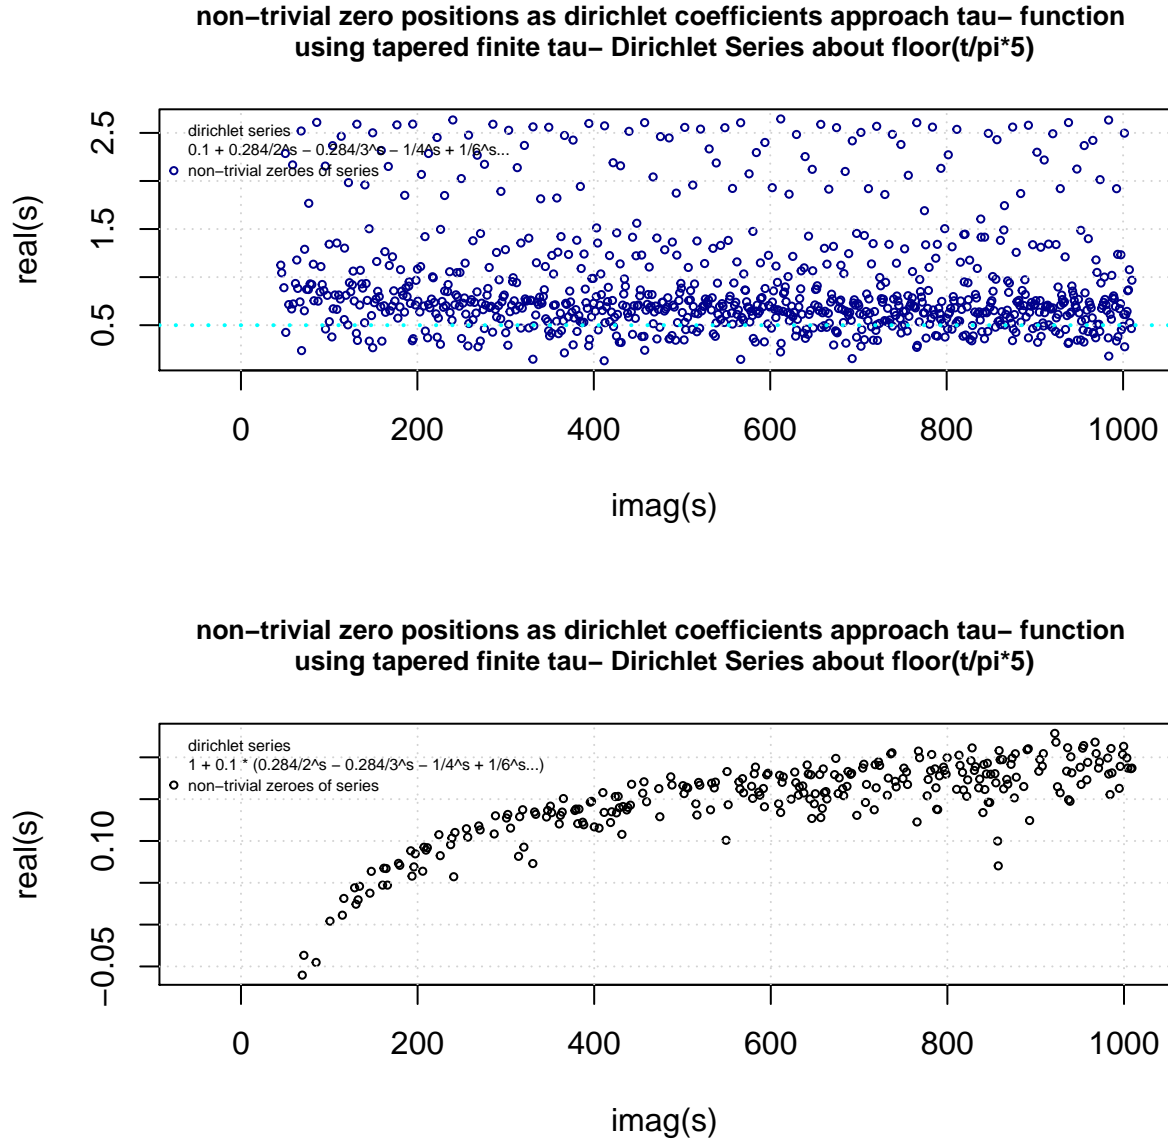 non−trivial zero positions as dirichlet coefficients approach tau− function
using tapered finite tau− Dirichlet Series about floor(t/pi*5)
dirichlet series
0.1 + 0.284/2^s − 0.284/3^s − 1/4^s + 1/6^s...
non−trivial zeroes of series
real(s)
2.5
1.5
0.5
0
200
400
600
800
1000
imag(s)
non−trivial zero positions as dirichlet coefficients approach tau− function
using tapered finite tau− Dirichlet Series about floor(t/pi*5)
dirichlet series
1 + 0.1 * (0.284/2^s − 0.284/3^s − 1/4^s + 1/6^s...)
non−trivial zeroes of series
real(s)
0.10
−0.05
0
200
400
600
800
1000
imag(s)